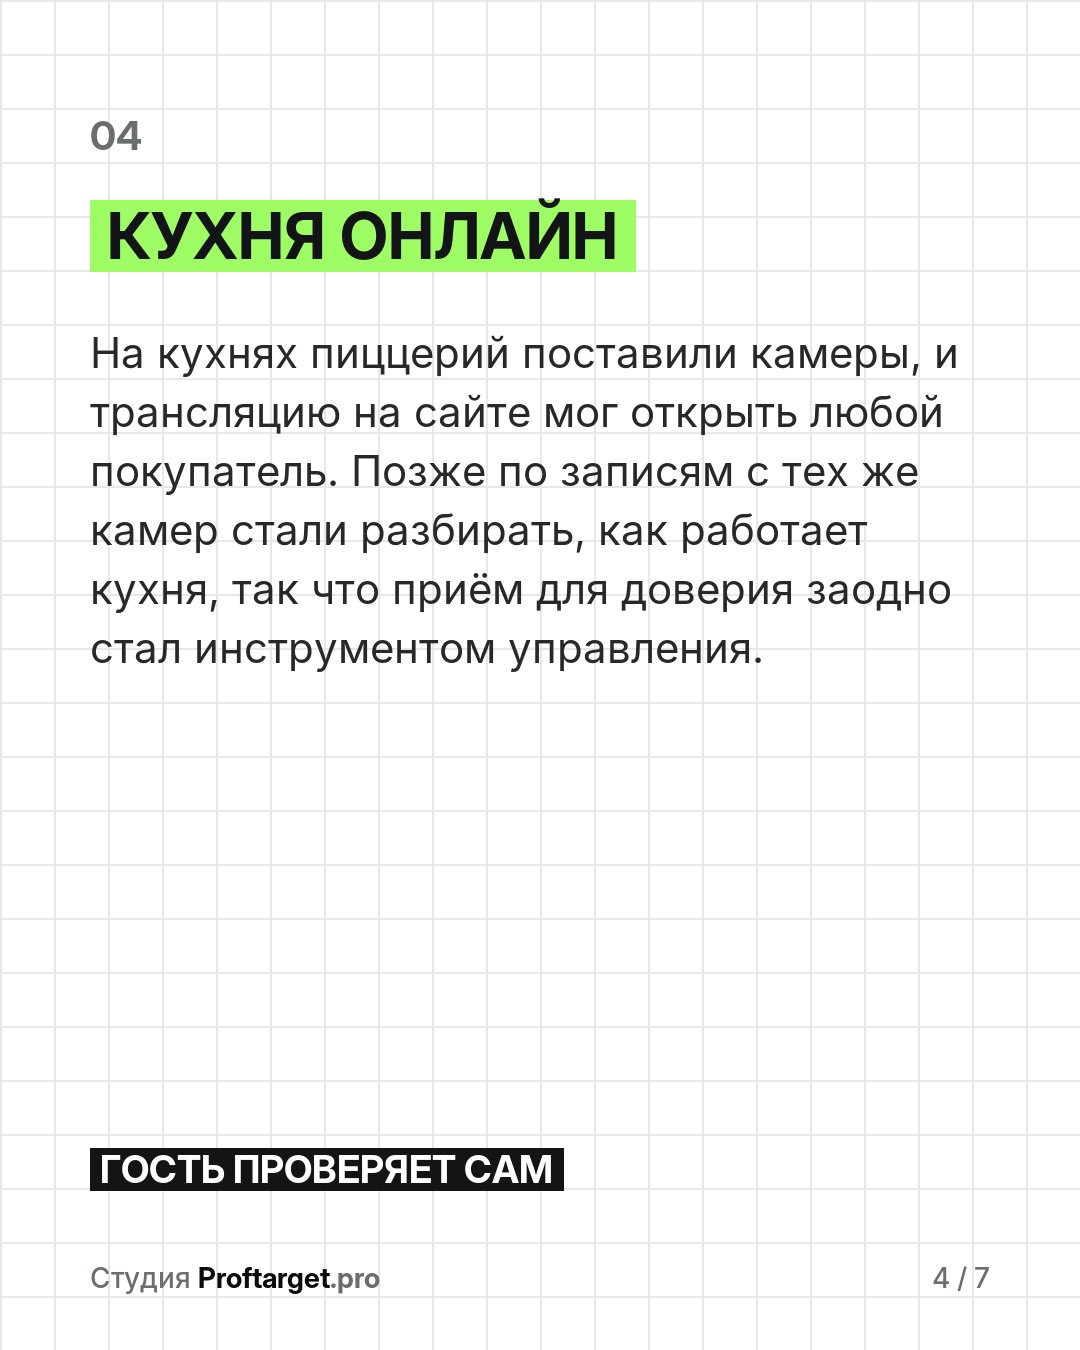 04
КУХНЯ ОНЛАЙН
На кухнях пиццерий поставили камеры, и
трансляцию на сайте мог открыть любой
покупатель. Позже по записям с тех же
камер стали разбирать, как работает
кухня, так что приём для доверия заодно
стал инструментом управления.
ГОСТЬ ПРОВЕРЯЕТ САМ
Студия Proftarget.pro
4 / 7